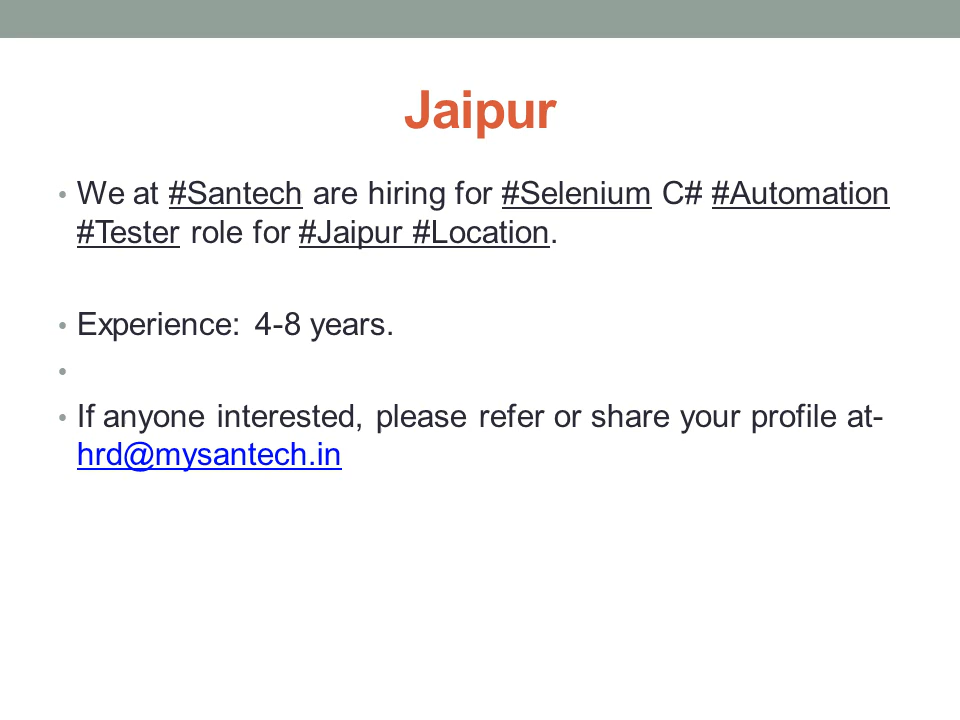 Jaipur
• We at #Santech are hiring for #Selenium C# #Automation
#Tester role for #Jaipur #Location.
• Experience: 4-8 years.
•
• If anyone interested, please refer or share your profile at-
hrd@mysantech.in